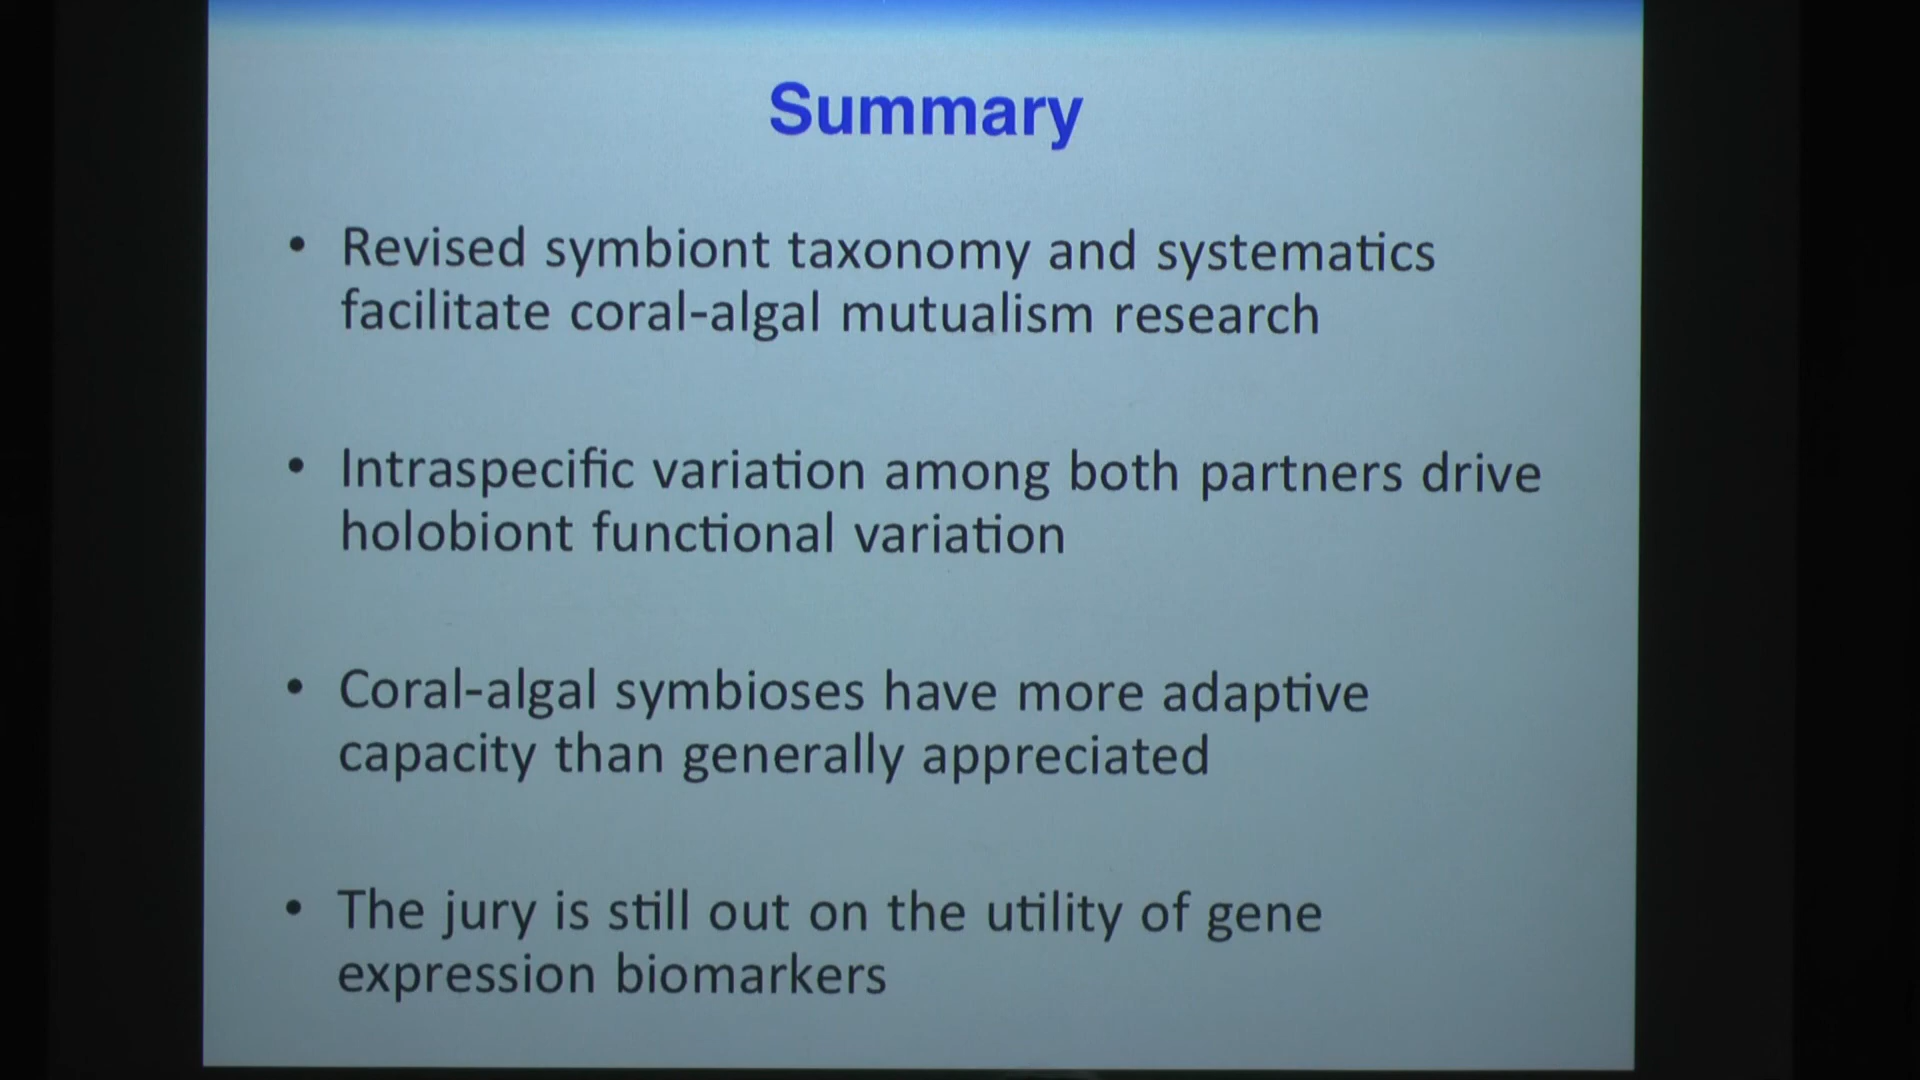 Summary
• Revised symbiont taxonomy and systematics
facilitate coral-algal mutualism research
• Intraspecific variation among both partners drive
holobiont functional variation
• Coral-algal symbioses have more adaptive
capacity than generally appreciated
• The jury is still out on the utility of gene
expression biomarkers